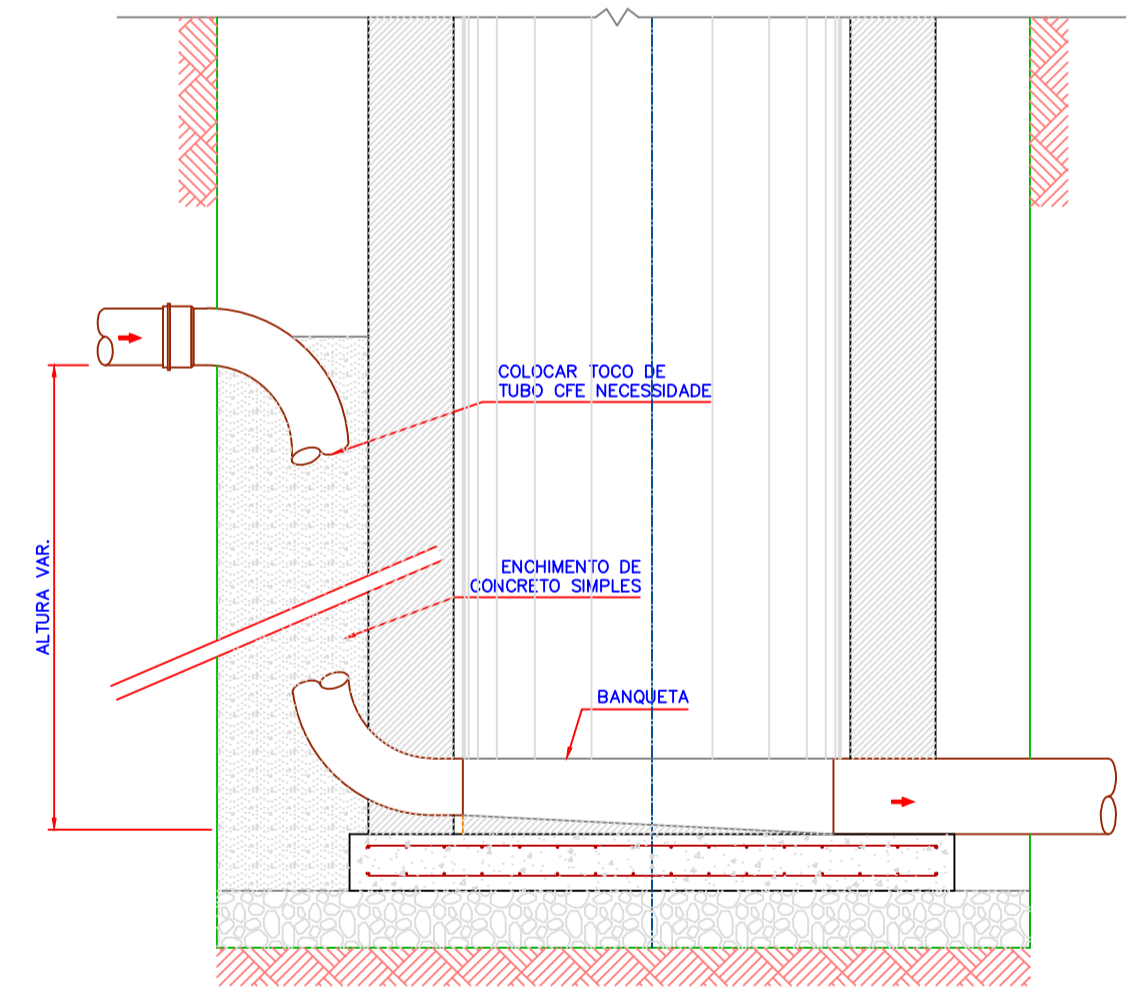 COLOCAR TOCO DE
TUBO CFE NECESSIDADE
ENCHIMENTO DE
CONCRETO SIMPLES
ALTURA VAR.
BANQUETA